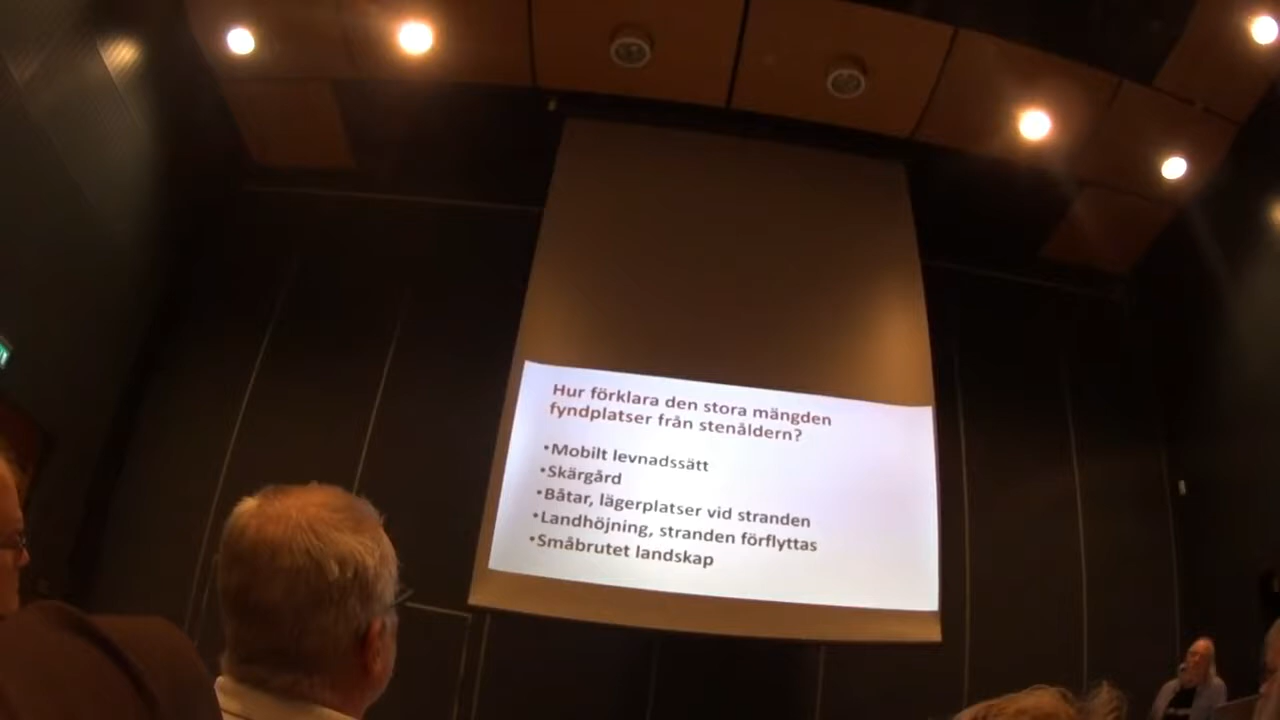 Hur förklara den stora mängden
fyndplatser från stenåldern?
•Mobilt levnadssätt
•Skärgård
•Båtar, lägerplatser vid stranden
•Landhöjning, stranden förflyttas
•Småbrutet landskap